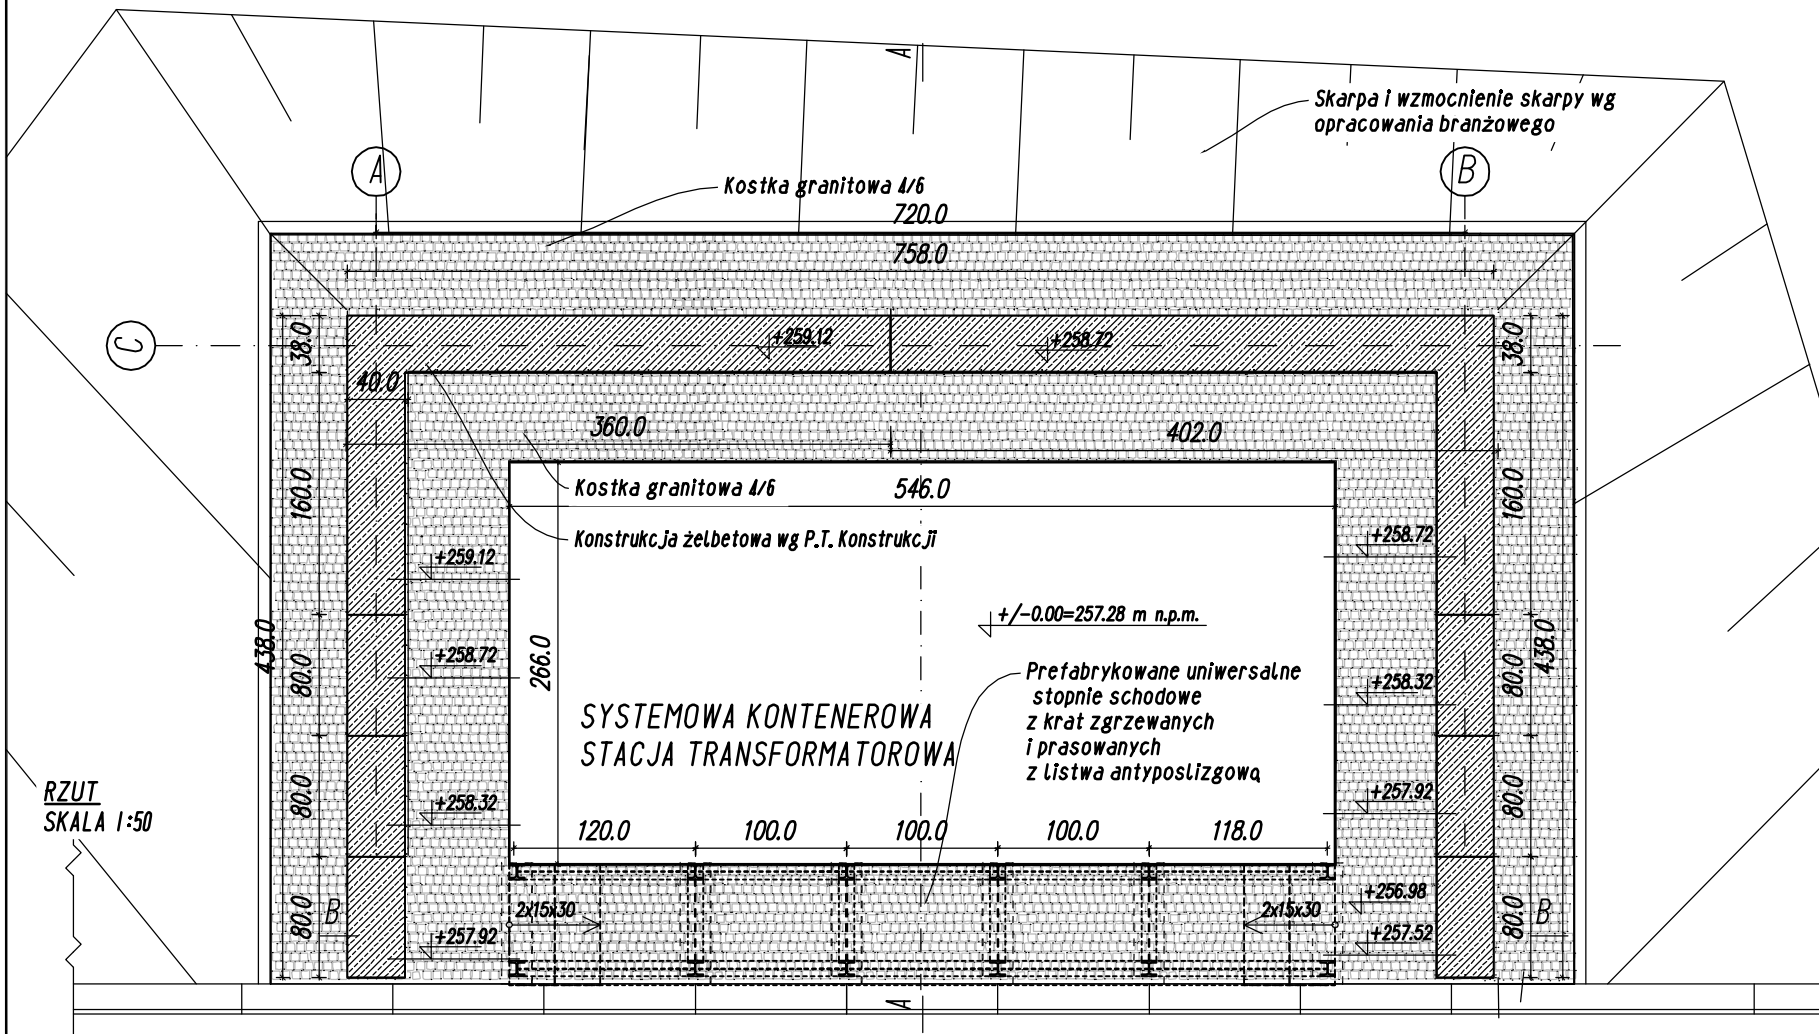 A
Skarpa i wzmocnienie skarpy wg
opracowania branżowego
A
B
Kostka granitowa 4/6
720.0
758.0
C
38.0
+259.12
+258.72
38.0
40.0
360.0
402.0
Kostka granitowa 4/6
546.0
160.0
160.0
Konstrukcja żelbetowa wg P.T. Konstrukcji
+259.12
+258.72
+/-0.00=257.28 m n.p.m.
438.0
438.0
266.0
80.0
+258.72
+258.32
80.0
Prefabrykowane uniwersalne
stopnie schodowe
z krat zgrzewanych
i prasowanych
z listwa antyposlizgową
SYSTEMOWA KONTENEROWA
STACJA TRANSFORMATOROWA
RZUT
SKALA 1:50
80.0
+258.32
+257.92
80.0
120.0
100.0
100.0
100.0
118.0
80.0
B
2x15x30
2x15x30
+256.98
80.0
B
+257.92
+257.52
A